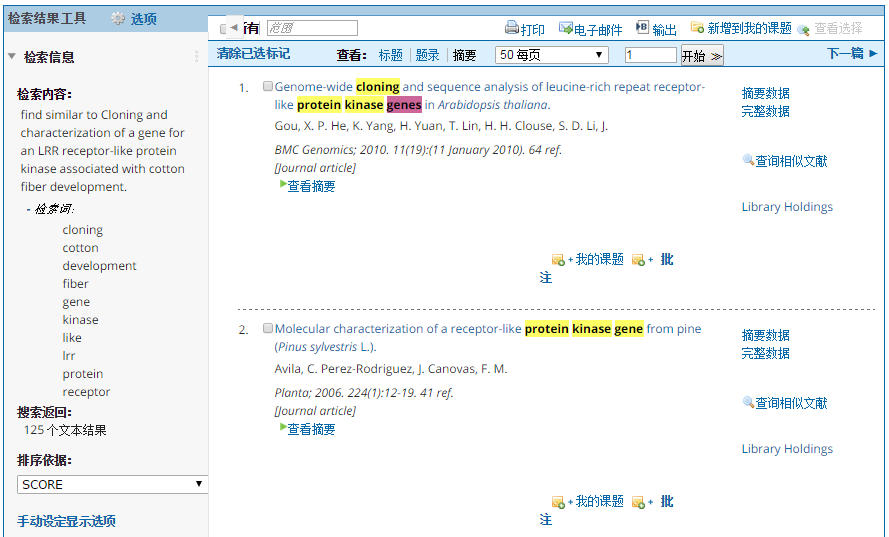 检索结果工具 选项
检索信息
检索内容:
find similar to Cloning and
characterization of a gene for
an LRR receptor-like protein
kinase associated with cotton
fiber development.
- 检索词:
cloning
cotton
development
fiber
gene
kinase
like
lrr
protein
receptor
搜索返回:
125 个文本结果
排序依据:
SCORE
手动设定显示选项
有 范围 打印 电子邮件 输出 新增到我的课题 查看选择
清除已选标记 查看: 标题 题录 摘要 50 每页 1 开始 ≫ 下一篇
1. Genome-wide cloning and sequence analysis of leucine-rich repeat receptor-
like protein kinase genes in Arabidopsis thaliana.
Gou, X. P. He, K. Yang, H. Yuan, T. Lin, H. H. Clouse, S. D. Li, J.
BMC Genomics; 2010. 11(19):(11 January 2010). 64 ref.
[Journal article]
查看摘要
摘要数据
完整数据
查询相似文献
Library Holdings
+ 我的课题 + 批
注
2. Molecular characterization of a receptor-like protein kinase gene from pine
(Pinus sylvestris L.).
Avila, C. Perez-Rodriguez, J. Canovas, F. M.
Planta; 2006. 224(1):12-19. 41 ref.
[Journal article]
查看摘要
摘要数据
完整数据
查询相似文献
Library Holdings
+ 我的课题 + 批
注